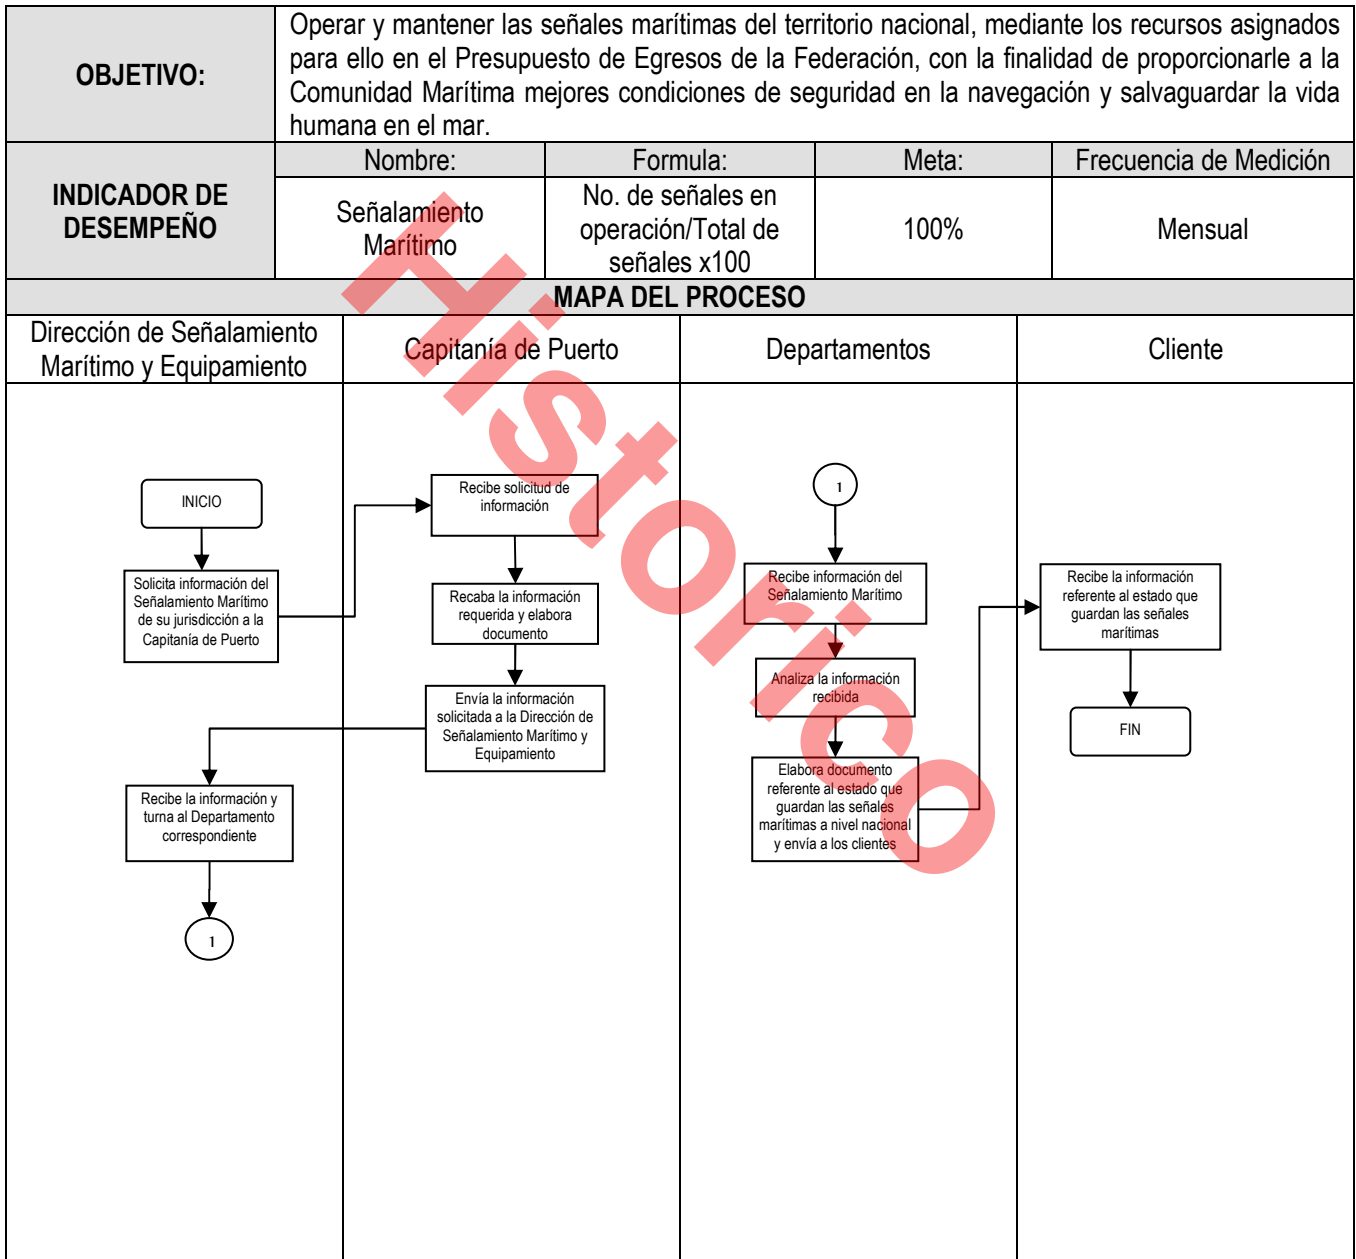 OBJETIVO:
Operar y mantener las señales marítimas del territorio nacional, mediante los recursos asignados
para ello en el Presupuesto de Egresos de la Federación, con la finalidad de proporcionarle a la
Comunidad Marítima mejores condiciones de seguridad en la navegación y salvaguardar la vida
humana en el mar.
INDICADOR DE
DESEMPEÑO
Nombre:
Formula:
Meta:
Frecuencia de Medición
Señalamiento
Marítimo
No. de señales en
operación/Total de
señales x100
100%
Mensual
MAPA DEL PROCESO
Dirección de Señalamiento
Marítimo y Equipamiento
Capitanía de Puerto
Departamentos
Cliente
INICIO
Solicita información del
Señalamiento Marítimo
de su jurisdicción a la
Capitanía de Puerto
Recibe solicitud de
información
Recaba la información
requerida y elabora
documento
Envía la información
solicitada a la Dirección de
Señalamiento Marítimo y
Equipamiento
Recibe la información y
turna al Departamento
correspondiente
1
1
Recibe información del
Señalamiento Marítimo
Analiza la información
recibida
Elabora documento
referente al estado que
guardan las señales
marítimas a nivel nacional
y envía a los clientes
Recibe la información
referente al estado que
guardan las señales
marítimas
FIN
Historico